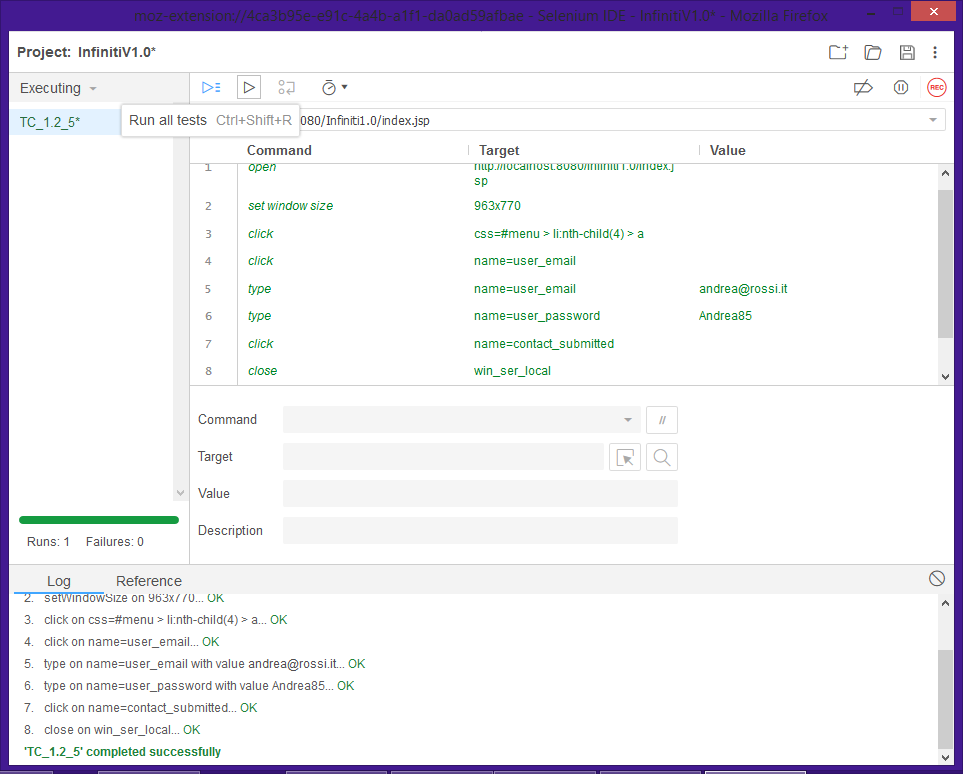 moz-extension://4ca3b95e-e91c-4a4b-a1f1-da0ad59afbae - Selenium IDE - InfinitiV1.0* - Mozilla Firefox
Project: InfinitiV1.0*
Executing
TC_1.2_5*
Run all tests Ctrl+Shift+R
080/Infiniti1.0/index.jsp
REC
Command Target Value
1 open http://localhost:8080/Infiniti1.0/index.j
sp
2 set window size 963x770
3 click css=#menu > li:nth-child(4) > a
4 click name=user_email
5 type name=user_email andrea@rossi.it
6 type name=user_password Andrea85
7 click name=contact_submitted
8 close win_ser_local
Command //
Target
Value
Description
Runs: 1 Failures: 0
Log Reference
2. setWindowSize on 963x770... OK
3. click on css=#menu > li:nth-child(4) > a... OK
4. click on name=user_email... OK
5. type on name=user_email with value andrea@rossi.it... OK
6. type on name=user_password with value Andrea85... OK
7. click on name=contact_submitted... OK
8. close on win_ser_local... OK
'TC_1.2_5' completed successfully